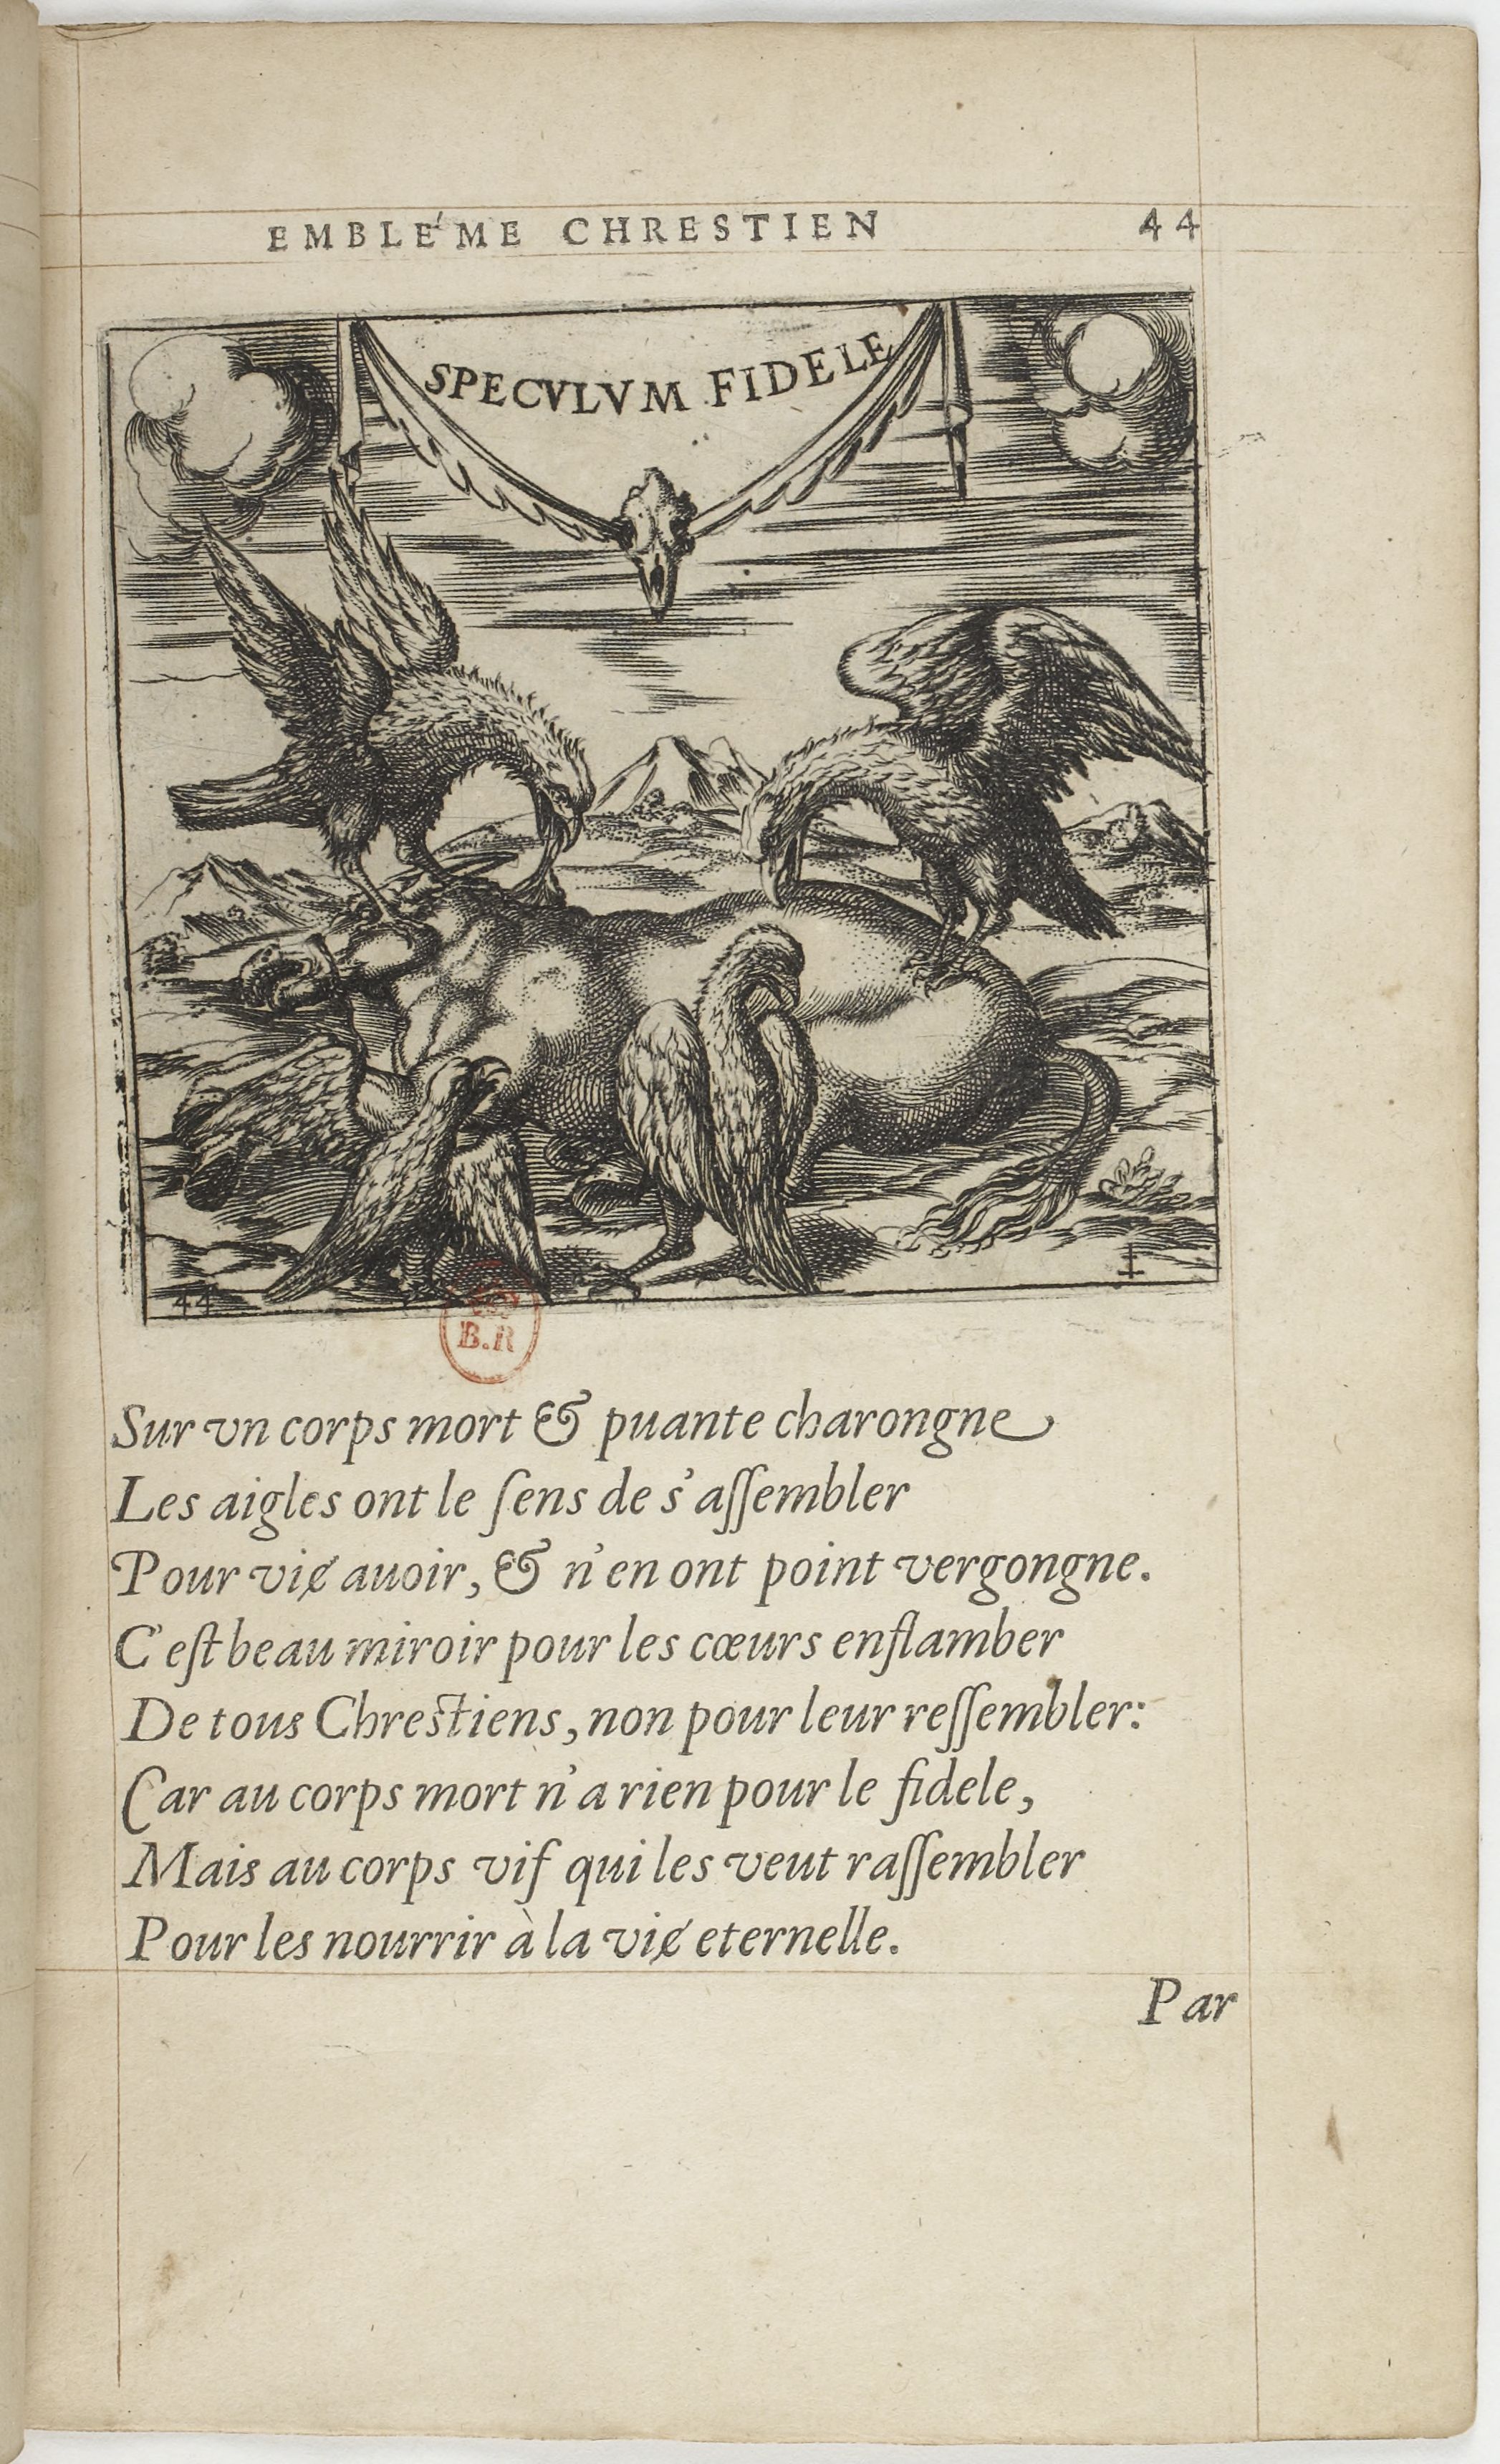 EMBLE'ME CHRESTIEN 44
SPECVLVM FIDELE
44
B.R
Sur vn corps mort & puante charongne
Les aigles ont le ſens de s'aſſembler
Pour vie̸ auoir, & n'en ont point vergongne.
C'eſt beau miroir pour les cœurs enflamber
De tous Chreſtiens, non pour leur reſſembler:
Car au corps mort n'a rien pour le fidele,
Mais au corps vif qui les veut raſſembler
Pour les nourrir à la vie̸ eternelle.
Par